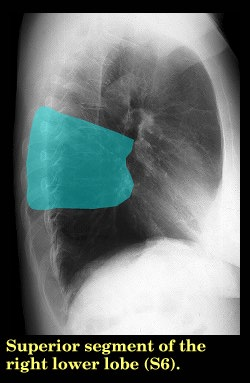 Superior segment of the
right lower lobe (S6).